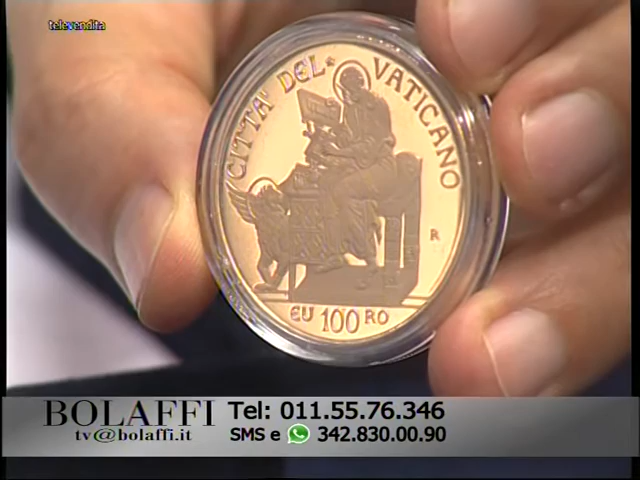 televendita
CITTA' DEL VATICANO
R
EU 100 RO
BOLAFFI
tv@bolaffi.it
Tel: 011.55.76.346
SMS e 342.830.00.90